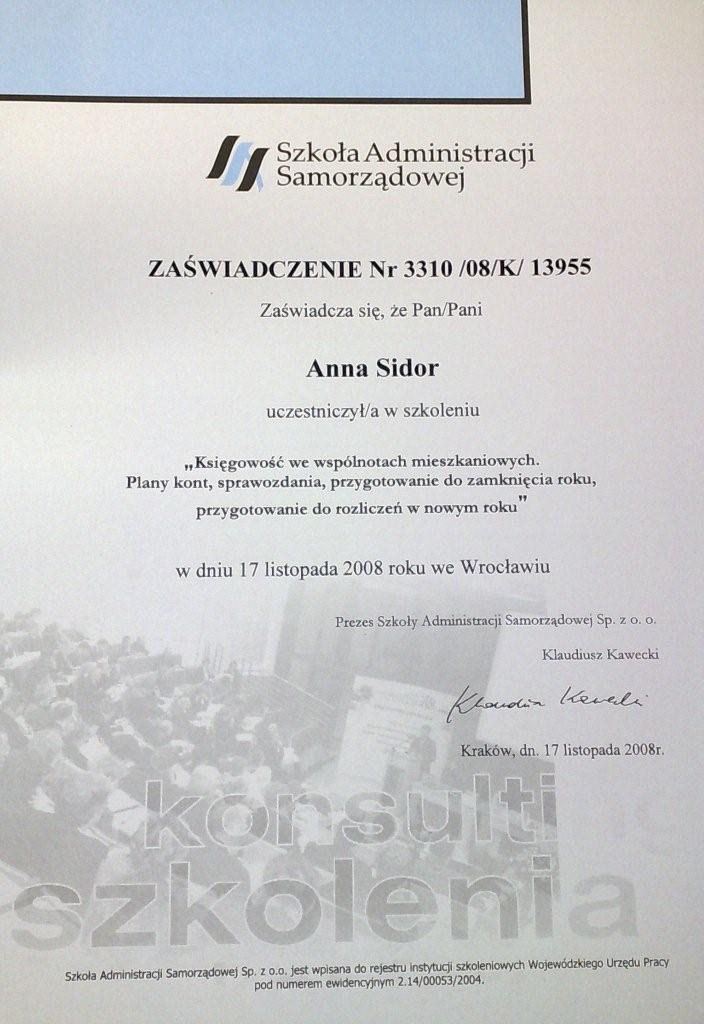 Szkoła Administracji
Samorządowej
ZAŚWIADCZENIE Nr 3310 /08/K/ 13955
Zaświadcza się, że Pan/Pani
Anna Sidor
uczestniczył/a w szkoleniu
„Księgowość we wspólnotach mieszkaniowych.
Plany kont, sprawozdania, przygotowanie do zamknięcia roku,
przygotowanie do rozliczeń w nowym roku”
w dniu 17 listopada 2008 roku we Wrocławiu
Prezes Szkoły Administracji Samorządowej Sp. z o. o.
Klaudiusz Kawecki
Klaudiusz Kawecki
Kraków, dn. 17 listopada 2008r.
konsulting
szkolenia
Szkoła Administracji Samorządowej Sp. z o.o. jest wpisana do rejestru instytucji szkoleniowych Wojewódzkiego Urzędu Pracy
pod numerem ewidencyjnym 2.14/00053/2004.